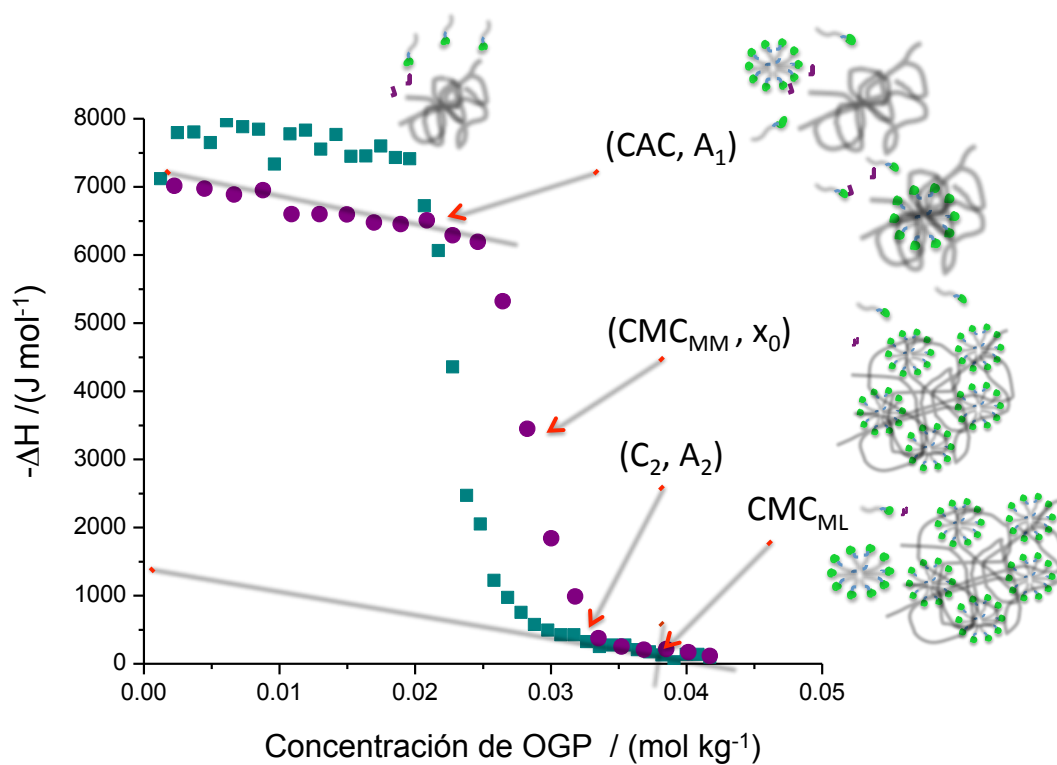 8000
7000
6000
5000
4000
3000
2000
1000
0
-ΔH /(J mol⁻¹)
(CAC, A₁)
(CMC_MM , x₀)
(C₂, A₂)
CMC_ML
0.00 0.01 0.02 0.03 0.04 0.05
Concentración de OGP / (mol kg⁻¹)